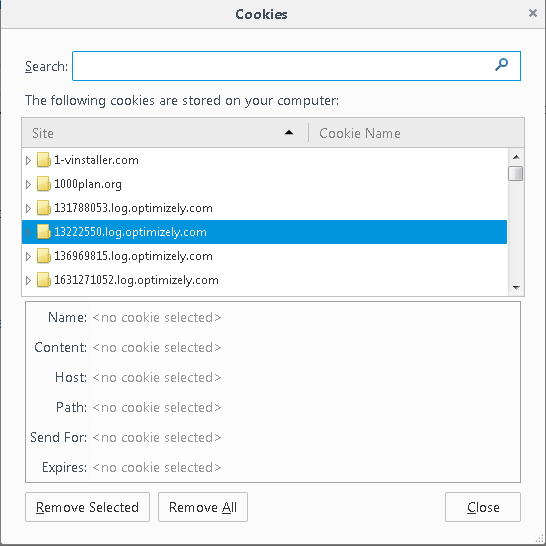 Cookies
Search:
The following cookies are stored on your computer:
Site Cookie Name
1-vinstaller.com
1000plan.org
131788053.log.optimizely.com
13222550.log.optimizely.com
136969815.log.optimizely.com
1631271052.log.optimizely.com
Name: <no cookie selected>
Content: <no cookie selected>
Host: <no cookie selected>
Path: <no cookie selected>
Send For: <no cookie selected>
Expires: <no cookie selected>
Remove Selected Remove All Close